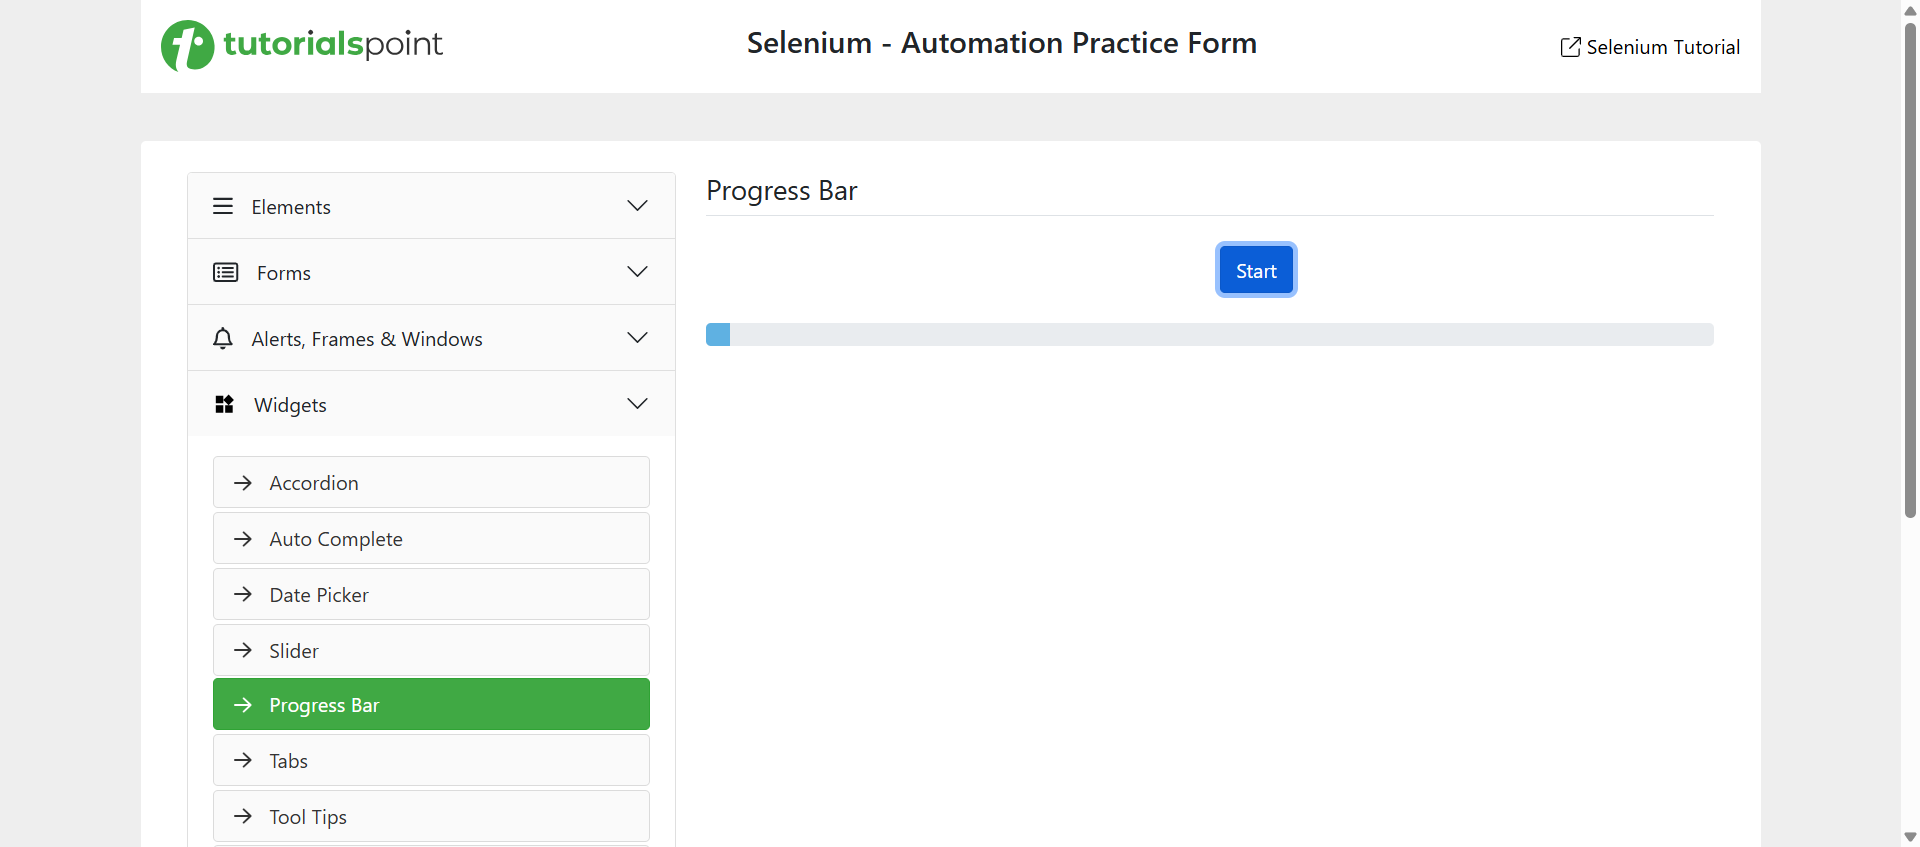 tutorialspoint
Selenium - Automation Practice Form
Selenium Tutorial
Elements
Forms
Alerts, Frames & Windows
Widgets
Accordion
Auto Complete
Date Picker
Slider
Progress Bar
Tabs
Tool Tips
Progress Bar
Start